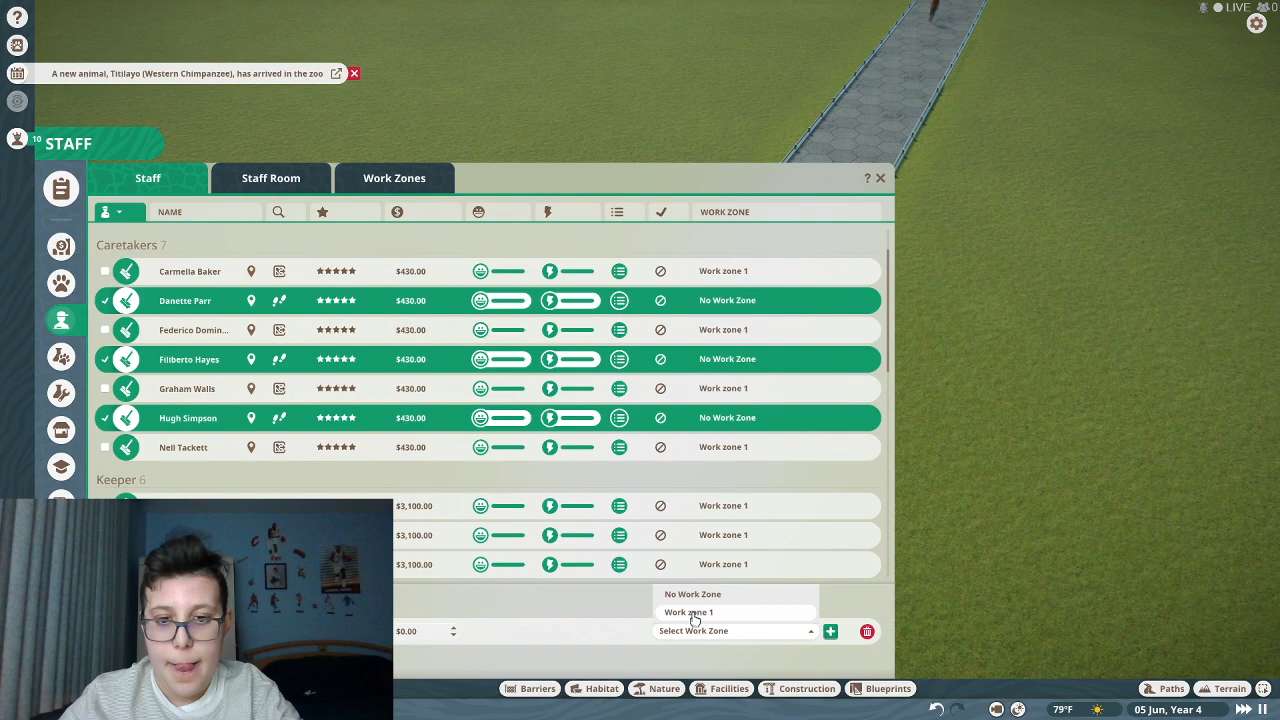 LIVE 0
A new animal, Titilayo (Western Chimpanzee), has arrived in the zoo
10
STAFF
Staff Staff Room Work Zones
NAME WORK ZONE
Caretakers 7
Carmella Baker $430.00 Work zone 1
Danette Parr $430.00 No Work Zone
Federico Domin... $430.00 Work zone 1
Filiberto Hayes $430.00 No Work Zone
Graham Walls $430.00 Work zone 1
Hugh Simpson $430.00 No Work Zone
Neil Tackett $430.00 Work zone 1
Keeper 6
$3,100.00 Work zone 1
$3,100.00 Work zone 1
$3,100.00 Work zone 1
No Work Zone
Work zone 1
$0.00 Select Work Zone
Barriers Habitat Nature Facilities Construction Blueprints Paths Terrain
79°F 05 Jun, Year 4